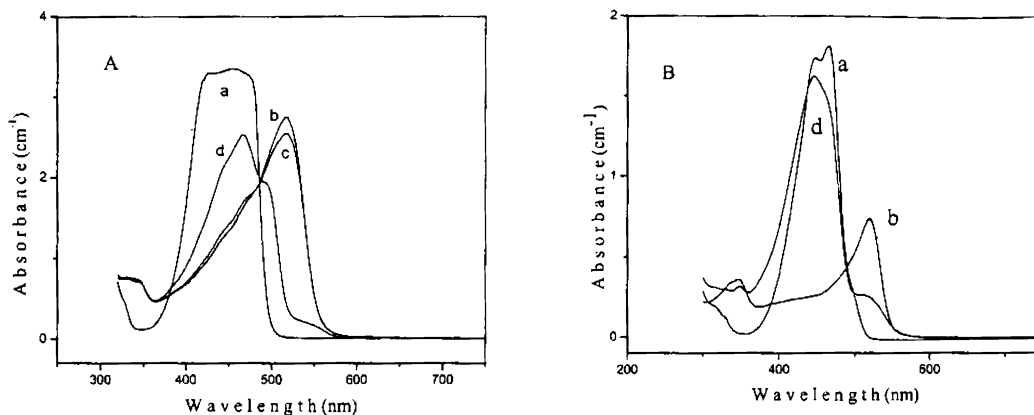 A
a
b
c
d
4
2
0
300 400 500 600 700
Absorbance(cm⁻¹)
Wavelength(nm)
B
a
d
b
2
1
0
200 400 600
Absorbance(cm⁻¹)
Wavelength(nm)